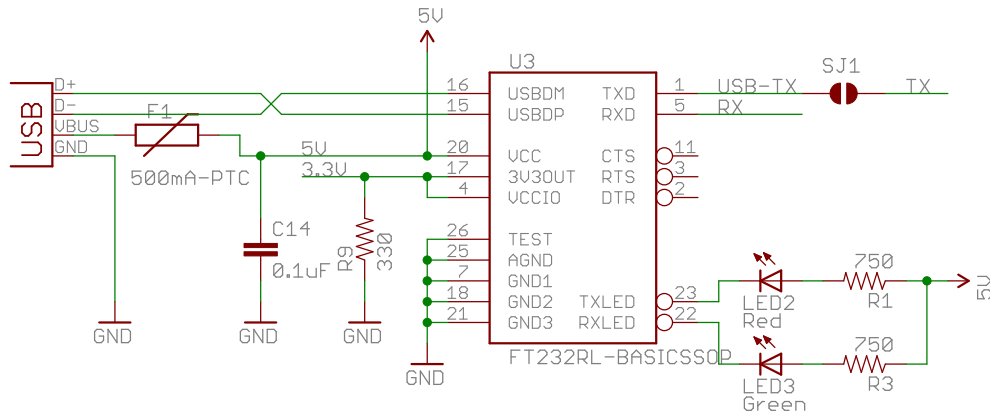 5V
U3
SJ1
D+
D-
VBUS
GND
USB
F1
500mA-PTC
16 USBDM TXD 1 USB-TX TX
15 USBDP RXD 5 RX
5V 20 VCC CTS 11
3.3V 17 3V3OUT RTS 3
4 VCCIO DTR 2
C14
0.1uF
R9
330
26 TEST
25 AGND
7 GND1
18 GND2 TXLED 23
21 GND3 RXLED 22
FT232RL-BASICSSOP
GND
GND
GND
GND
LED2
Red
750
R1
5V
750
R3
LED3
Green